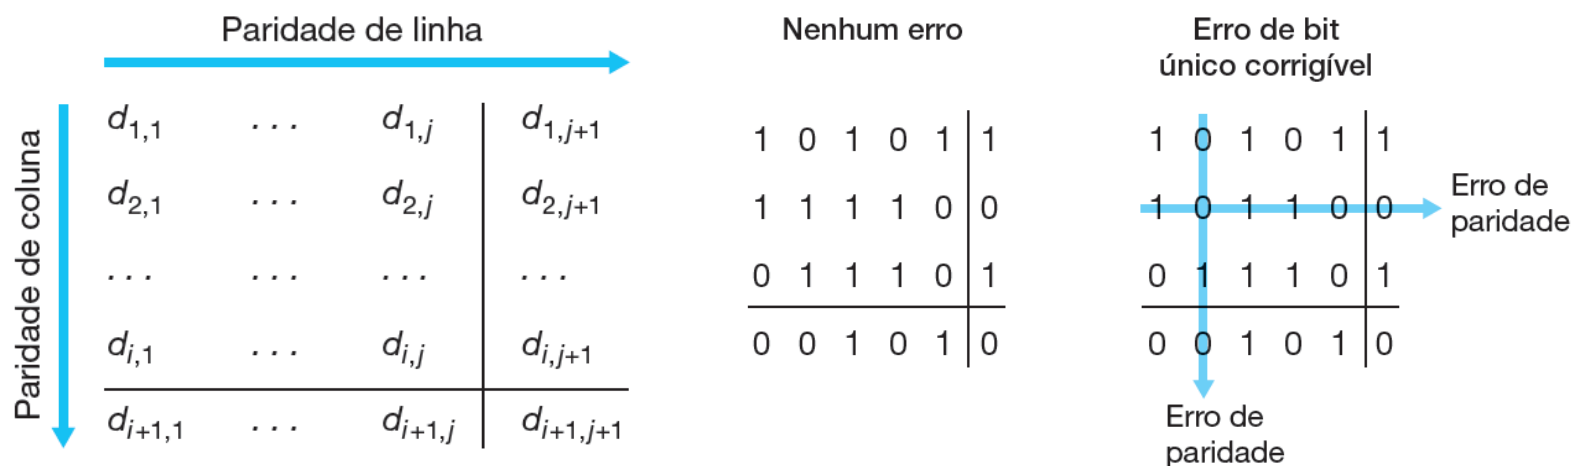 Paridade de linha
Paridade de coluna
d1,1 ... d1,j d1,j+1
d2,1 ... d2,j d2,j+1
... ... ... ...
di,1 ... di,j di,j+1
di+1,1 ... di+1,j di+1,j+1
Nenhum erro
1 0 1 0 1 1
1 1 1 1 0 0
0 1 1 1 0 1
0 0 1 0 1 0
Erro de bit
único corrigível
1 0 1 0 1 1
1 0 1 1 0 0
0 1 1 1 0 1
0 0 1 0 1 0
Erro de
paridade
Erro de
paridade